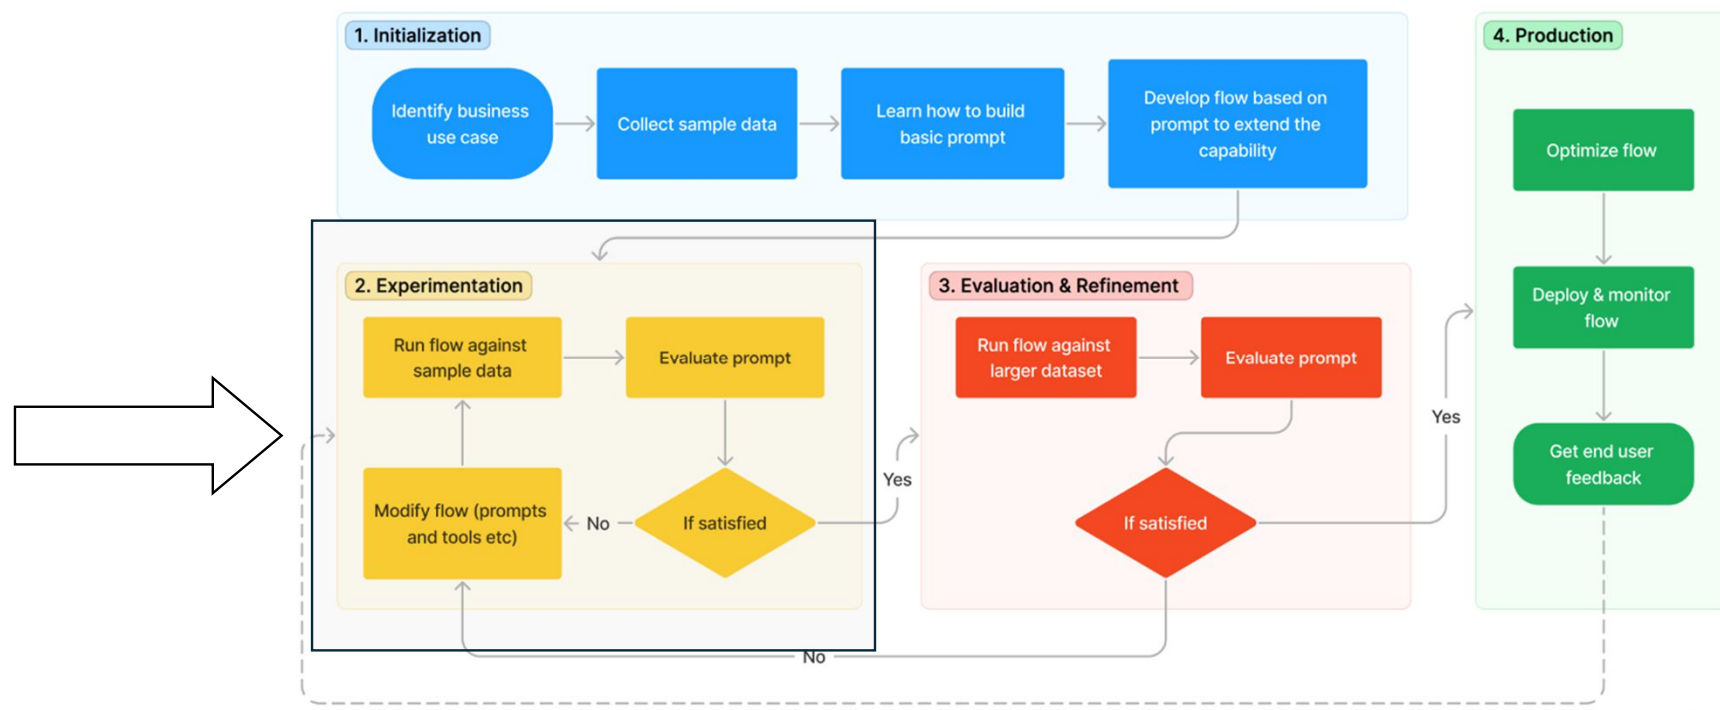 1. Initialization
Identify business
use case
Collect sample data
Learn how to build
basic prompt
Develop flow based on
prompt to extend the
capability
2. Experimentation
Run flow against
sample data
Evaluate prompt
Modify flow (prompts
and tools etc)
No
If satisfied
Yes
3. Evaluation & Refinement
Run flow against
larger dataset
Evaluate prompt
If satisfied
No
Yes
4. Production
Optimize flow
Deploy & monitor
flow
Get end user
feedback